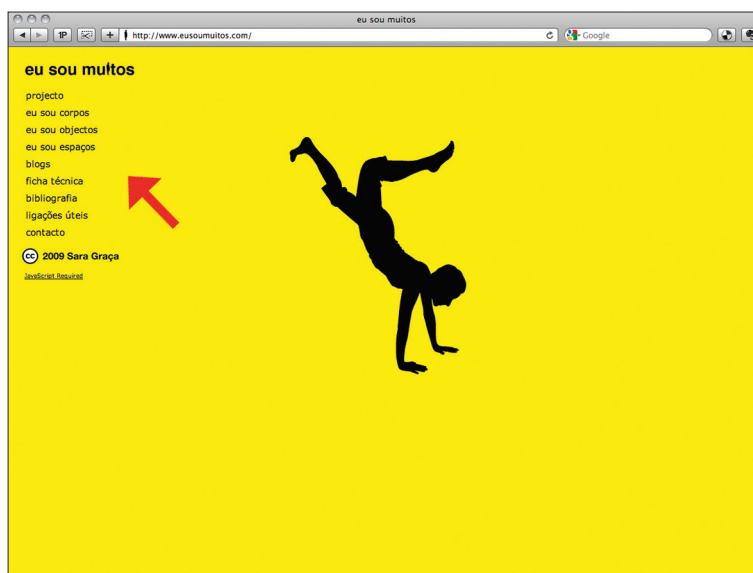 eu sou muitos
1P
+
http://www.eusoumuitos.com/
Google
eu sou muitos
projecto
eu sou corpos
eu sou objectos
eu sou espaços
blogs
ficha técnica
bibliografia
ligações úteis
contacto
cc 2009 Sara Graça
JavaScript Required